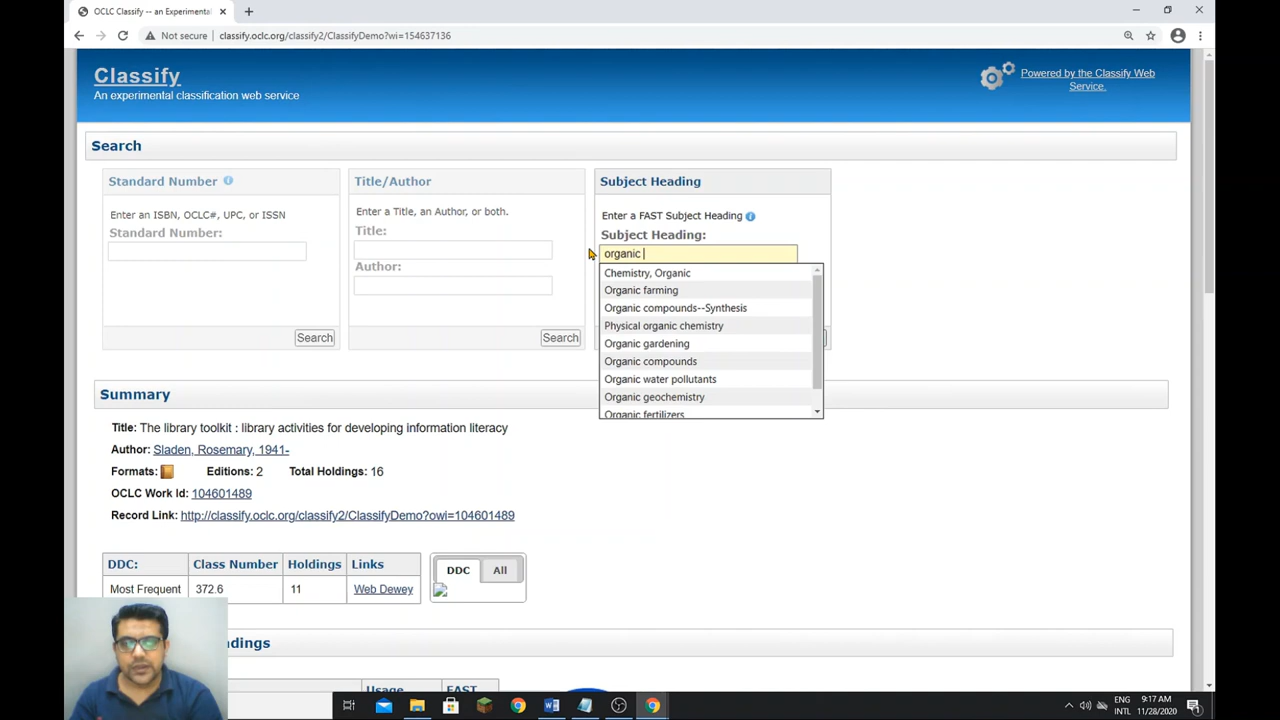 OCLC Classify -- an Experimental
Not secure
classify.oclc.org/classify2/ClassifyDemo?wi=154637136
Classify
An experimental classification web service
Powered by the Classify Web
Service.
Search
Standard Number
Enter an ISBN, OCLC#, UPC, or ISSN
Standard Number:
Search
Title/Author
Enter a Title, an Author, or both.
Title:
Author:
Search
Subject Heading
Enter a FAST Subject Heading
Subject Heading:
organic
Chemistry, Organic
Organic farming
Organic compounds--Synthesis
Physical organic chemistry
Organic gardening
Organic compounds
Organic water pollutants
Organic geochemistry
Organic fertilizers
Summary
Title: The library toolkit : library activities for developing information literacy
Author: Sladen, Rosemary, 1941-
Formats: Editions: 2 Total Holdings: 16
OCLC Work Id: 104601489
Record Link: http://classify.oclc.org/classify2/ClassifyDemo?owi=104601489
DDC: Class Number Holdings Links
Most Frequent 372.6 11 Web Dewey
DDC All
Usage FAST
ENG 9:17 AM
INTL 11/28/2020